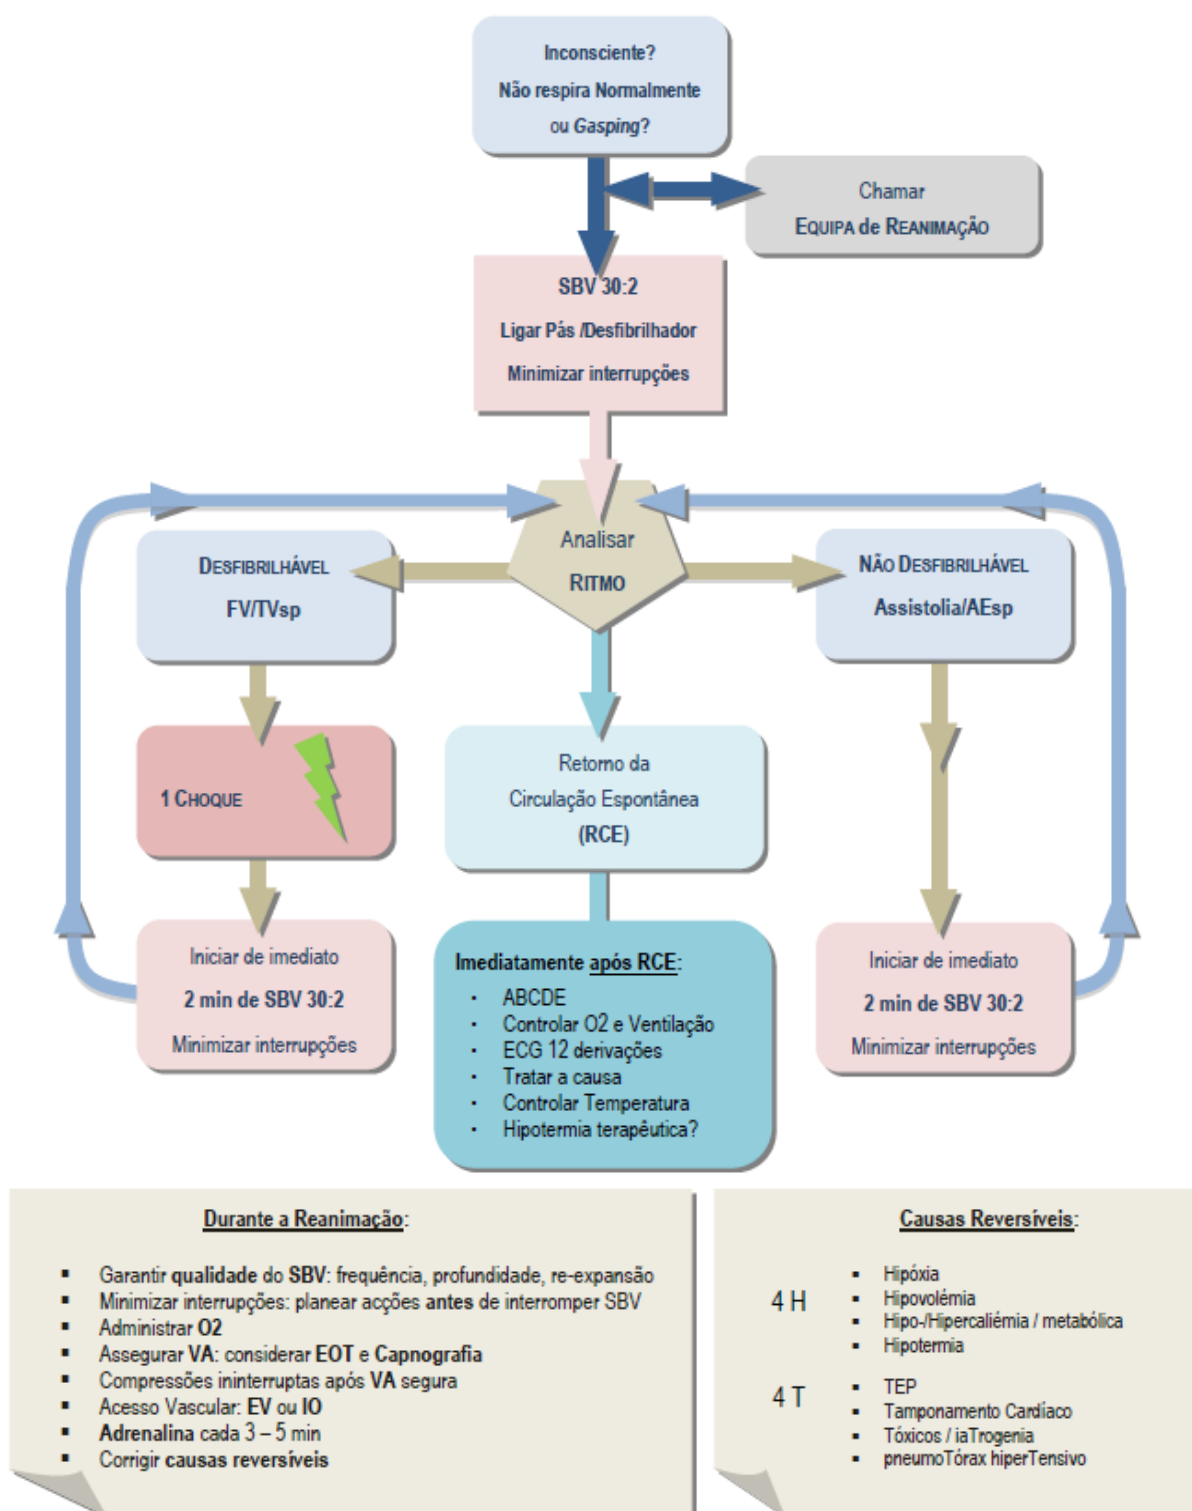 Inconsciente?
Não respira Normalmente
ou Gasping?
Chamar
EQUIPA de REANIMAÇÃO
SBV 30:2
Ligar Pás /Desfibrilhador
Minimizar interrupções
Analisar
RITMO
DESFIBRILHÁVEL
FV/TVsp
NÃO DESFIBRILHÁVEL
Assistolia/AEsp
1 CHOQUE
Retorno da
Circulação Espontânea
(RCE)
Iniciar de imediato
2 min de SBV 30:2
Minimizar interrupções
Imediatamente após RCE:
· ABCDE
· Controlar O2 e Ventilação
· ECG 12 derivações
· Tratar a causa
· Controlar Temperatura
· Hipotermia terapêutica?
Iniciar de imediato
2 min de SBV 30:2
Minimizar interrupções
Durante a Reanimação:
▪ Garantir qualidade do SBV: frequência, profundidade, re-expansão
▪ Minimizar interrupções: planear acções antes de interromper SBV
▪ Administrar O2
▪ Assegurar VA: considerar EOT e Capnografia
▪ Compressões ininterruptas após VA segura
▪ Acesso Vascular: EV ou IO
▪ Adrenalina cada 3 – 5 min
▪ Corrigir causas reversíveis
Causas Reversíveis:
4 H
▪ Hipóxia
▪ Hipovolémia
▪ Hipo-/Hipercaliémia / metabólica
▪ Hipotermia
4 T
▪ TEP
▪ Tamponamento Cardíaco
▪ Tóxicos / iaTrogenia
▪ pneumoTórax hiperTensivo